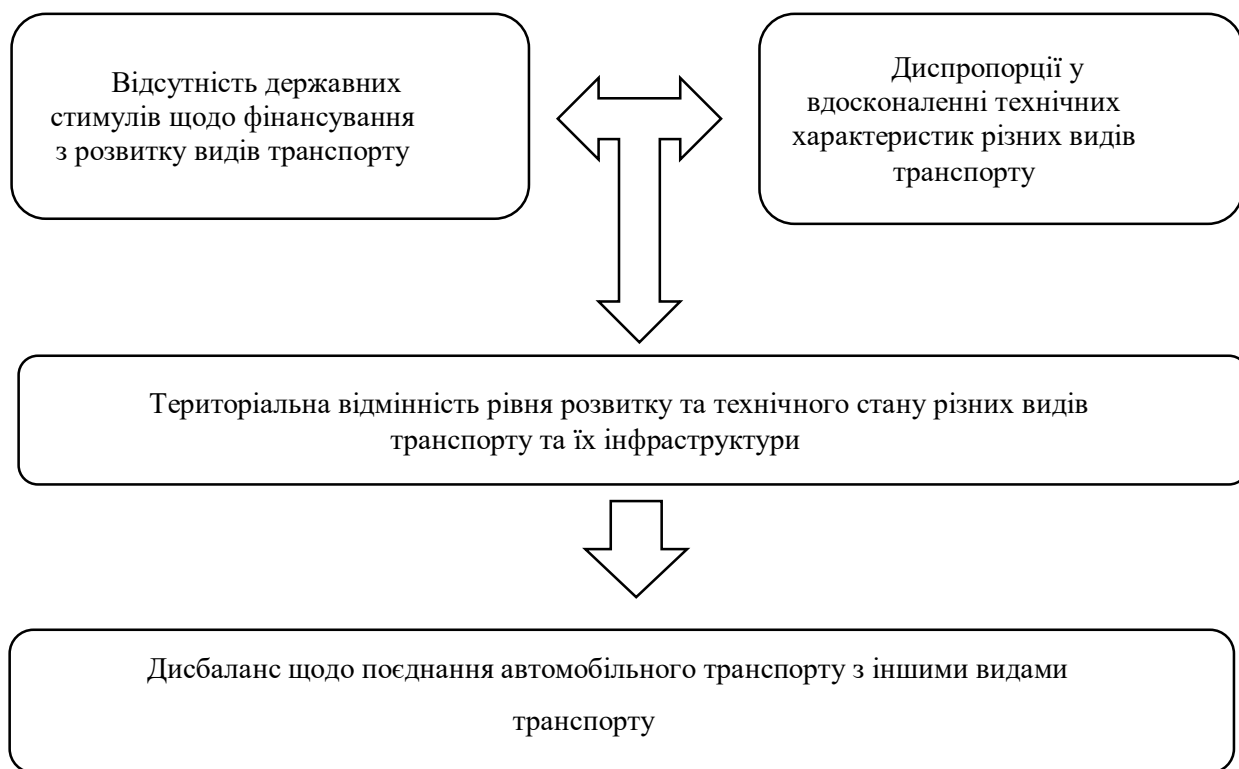 Відсутність державних
стимулів щодо фінансування
з розвитку видів транспорту
Диспропорції у
вдосконаленні технічних
характеристик різних видів
транспорту
Територіальна відмінність рівня розвитку та технічного стану різних видів
транспорту та їх інфраструктури
Дисбаланс щодо поєднання автомобільного транспорту з іншими видами
транспорту